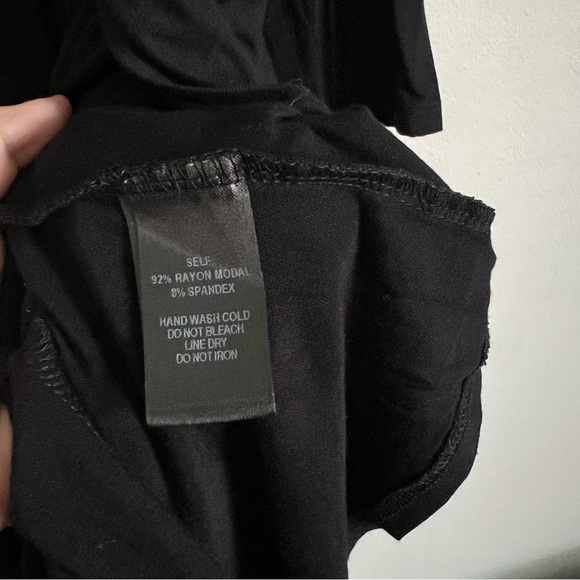 SELF:
92% RAYON MODAL
8% SPANDEX
HAND WASH COLD
DO NOT BLEACH
LINE DRY
DO NOT IRON